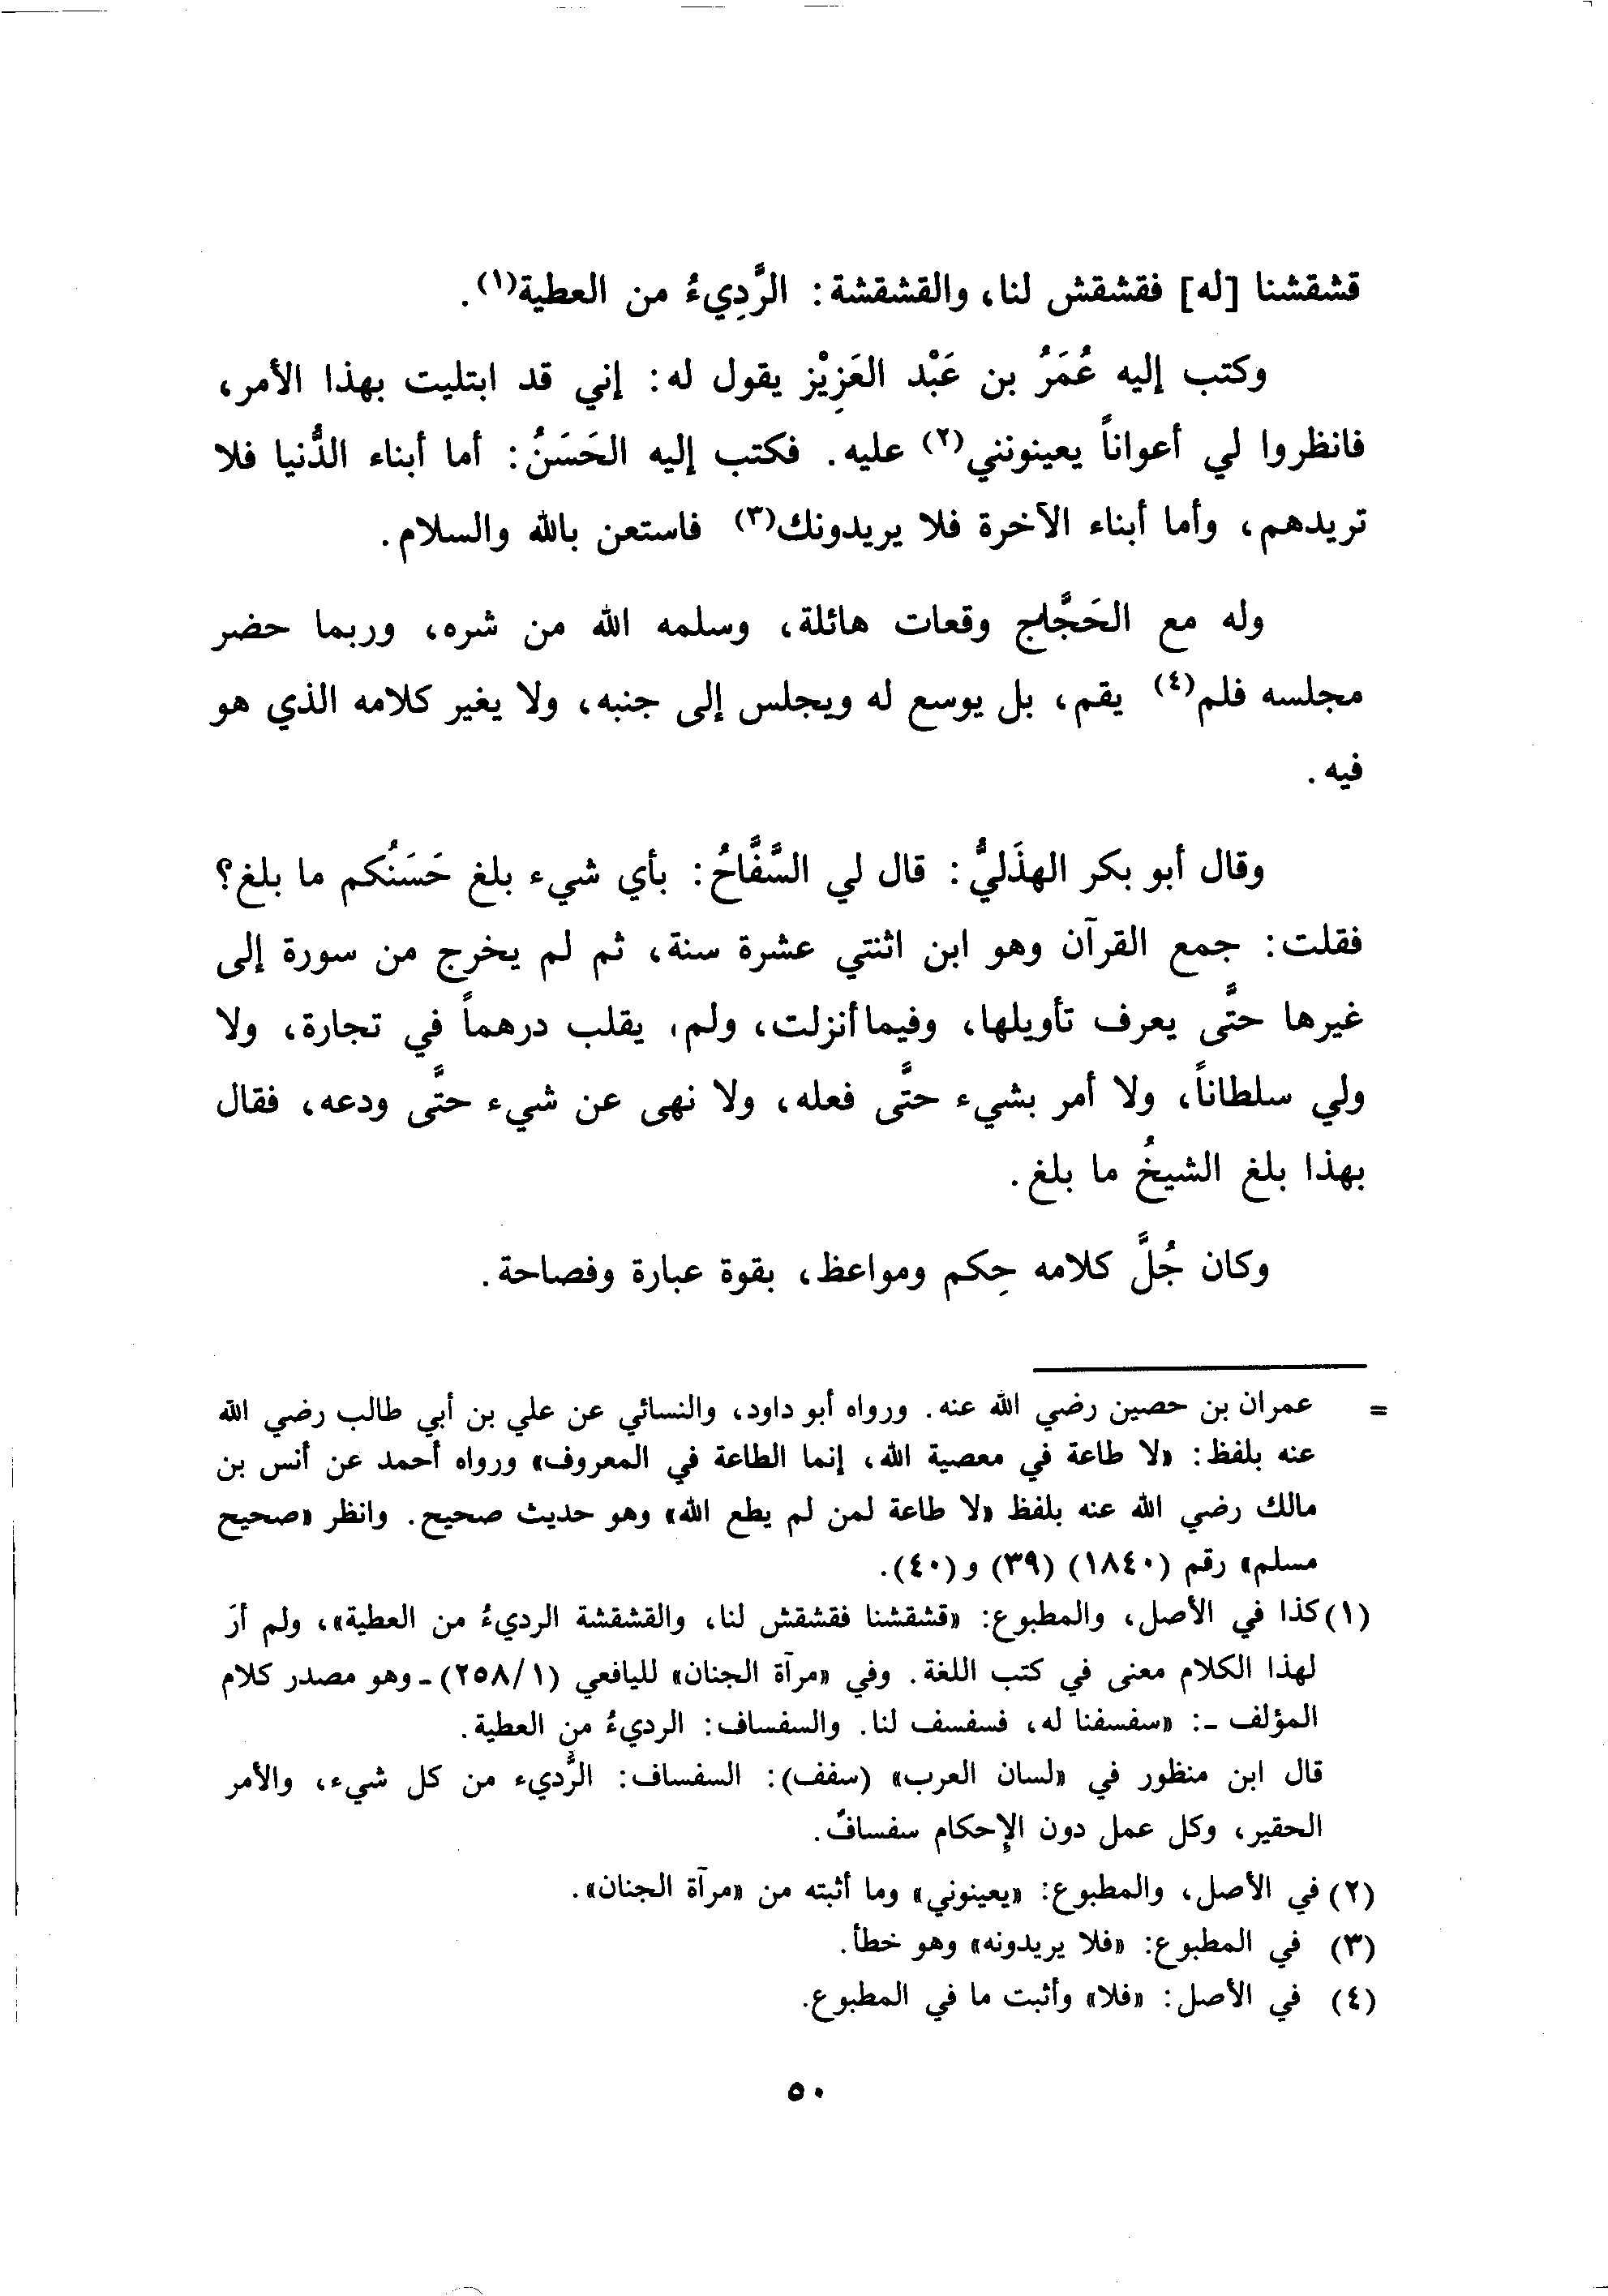 قشقشنا [له] فقشقش لنا، والقشقشة: الرَّدِيءُ من العطية(١).
وكتب إليه عُمَرُ بن عَبْد العَزِيْز يقول له: إني قد ابتليت بهذا الأمر،
فانظروا لي أعواناً يعينونني(٢) عليه. فكتب إليه الحَسَنُ: أما أبناء الدُّنيا فلا
تريدهم، وأما أبناء الآخرة فلا يريدونك(٣) فاستعن بالله والسلام.
وله مع الحَجَّاج وقعات هائلة، وسلمه الله من شره، وربما حضر
مجلسه فلم(٤) يقم، بل يوسع له ويجلس إلى جنبه، ولا يغير كلامه الذي هو
فيه.
وقال أبو بكر الهذَليُّ: قال لي السَّفَّاحُ: بأي شيء بلغ حَسَنُكم ما بلغ؟
فقلت: جمع القرآن وهو ابن اثنتي عشرة سنة، ثم لم يخرج من سورة إلى
غيرها حتَّى يعرف تأويلها، وفيما أنزلت، ولم، يقلب درهماً في تجارة، ولا
ولي سلطاناً، ولا أمر بشيء حتَّى فعله، ولا نهى عن شيء حتَّى ودعه، فقال
بهذا بلغ الشيخُ ما بلغ.
وكان جُلَّ كلامه حِكم ومواعظ، بقوة عبارة وفصاحة.
= عمران بن حصين رضي الله عنه. ورواه أبو داود، والنسائي عن علي بن أبي طالب رضي الله
عنه بلفظ: «لا طاعة في معصية الله، إنما الطاعة في المعروف» ورواه أحمد عن أنس بن
مالك رضي الله عنه بلفظ «لا طاعة لمن لم يطع الله» وهو حديث صحيح. وانظر «صحيح
مسلم» رقم (١٨٤٠) (٣٩) و(٤٠).
(١) كذا في الأصل، والمطبوع: «قشقشنا فقشقش لنا، والقشقشة الرديءُ من العطية»، ولم أرَ
لهذا الكلام معنى في كتب اللغة. وفي «مرآة الجنان» لليافعي (٢٥٨/١) - وهو مصدر كلام
المؤلف -: «سفسفنا له، فسفسف لنا. والسفساف: الرديءُ من العطية.
قال ابن منظور في «لسان العرب» (سفف): السفساف: الرَّديء من كل شيء، والأمر
الحقير، وكل عمل دون الإحكام سفسافٌ.
(٢) في الأصل، والمطبوع: «يعينوني» وما أثبته من «مرآة الجنان».
(٣) في المطبوع: «فلا يريدونه» وهو خطأ.
(٤) في الأصل: «فلا» وأثبت ما في المطبوع.
٥٠